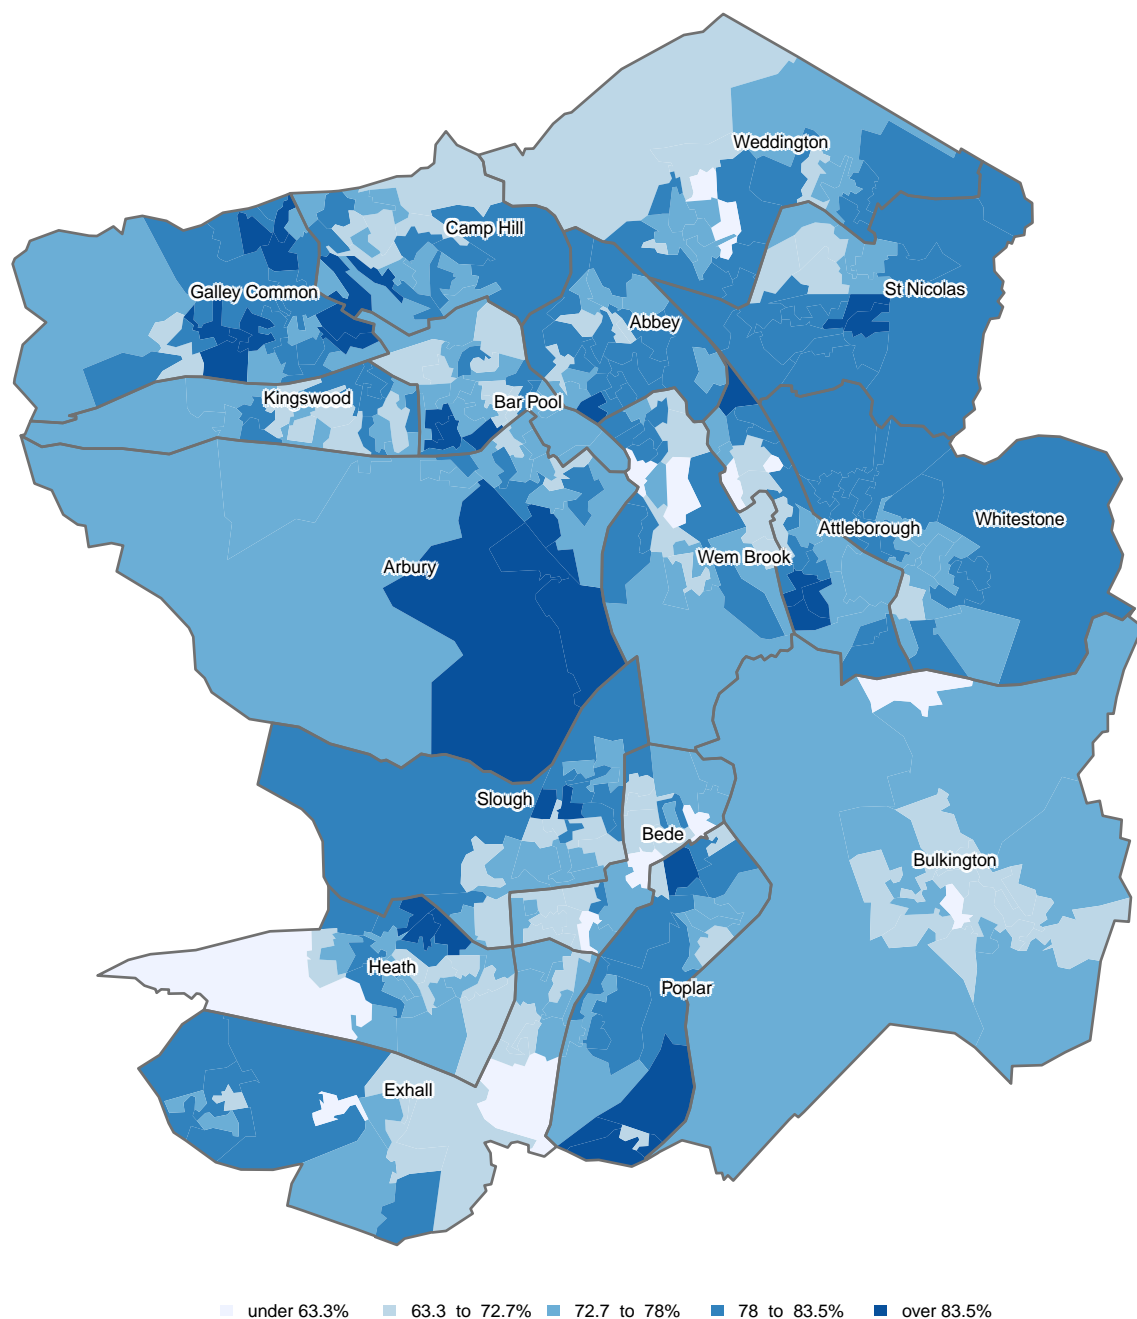 Weddington
Camp Hill
St Nicolas
Galley Common
Abbey
Kingswood
Bar Pool
Whitestone
Attleborough
Wem Brook
Arbury
Slough
Bede
Bulkington
Heath
Poplar
Exhall
under 63.3% 63.3 to 72.7% 72.7 to 78% 78 to 83.5% over 83.5%